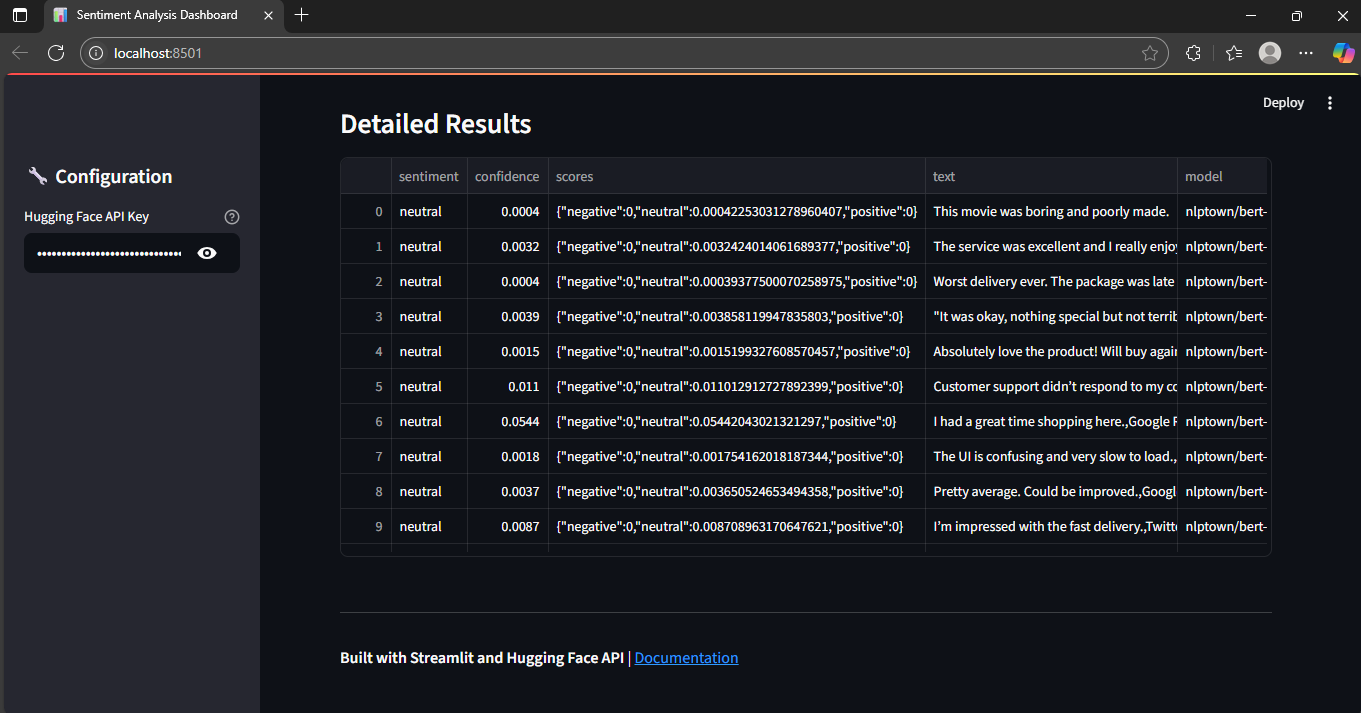 Sentiment Analysis Dashboard
localhost:8501
Deploy
Configuration
Hugging Face API Key
Detailed Results
sentiment confidence scores text model
0 neutral 0.0004 {"negative":0,"neutral":0.00042253031278960407,"positive":0} This movie was boring and poorly made. nlptown/bert-
1 neutral 0.0032 {"negative":0,"neutral":0.0032424014061689377,"positive":0} The service was excellent and I really enjoy nlptown/bert-
2 neutral 0.0004 {"negative":0,"neutral":0.00039377500070258975,"positive":0} Worst delivery ever. The package was late nlptown/bert-
3 neutral 0.0039 {"negative":0,"neutral":0.003858119947835803,"positive":0} "It was okay, nothing special but not terrib nlptown/bert-
4 neutral 0.0015 {"negative":0,"neutral":0.0015199327608570457,"positive":0} Absolutely love the product! Will buy again nlptown/bert-
5 neutral 0.011 {"negative":0,"neutral":0.011012912727892399,"positive":0} Customer support didn’t respond to my co nlptown/bert-
6 neutral 0.0544 {"negative":0,"neutral":0.05442043021321297,"positive":0} I had a great time shopping here.,Google R nlptown/bert-
7 neutral 0.0018 {"negative":0,"neutral":0.001754162018187344,"positive":0} The UI is confusing and very slow to load., nlptown/bert-
8 neutral 0.0037 {"negative":0,"neutral":0.003650524653494358,"positive":0} Pretty average. Could be improved.,Googl nlptown/bert-
9 neutral 0.0087 {"negative":0,"neutral":0.008708963170647621,"positive":0} I’m impressed with the fast delivery.,Twitte nlptown/bert-
Built with Streamlit and Hugging Face API | Documentation